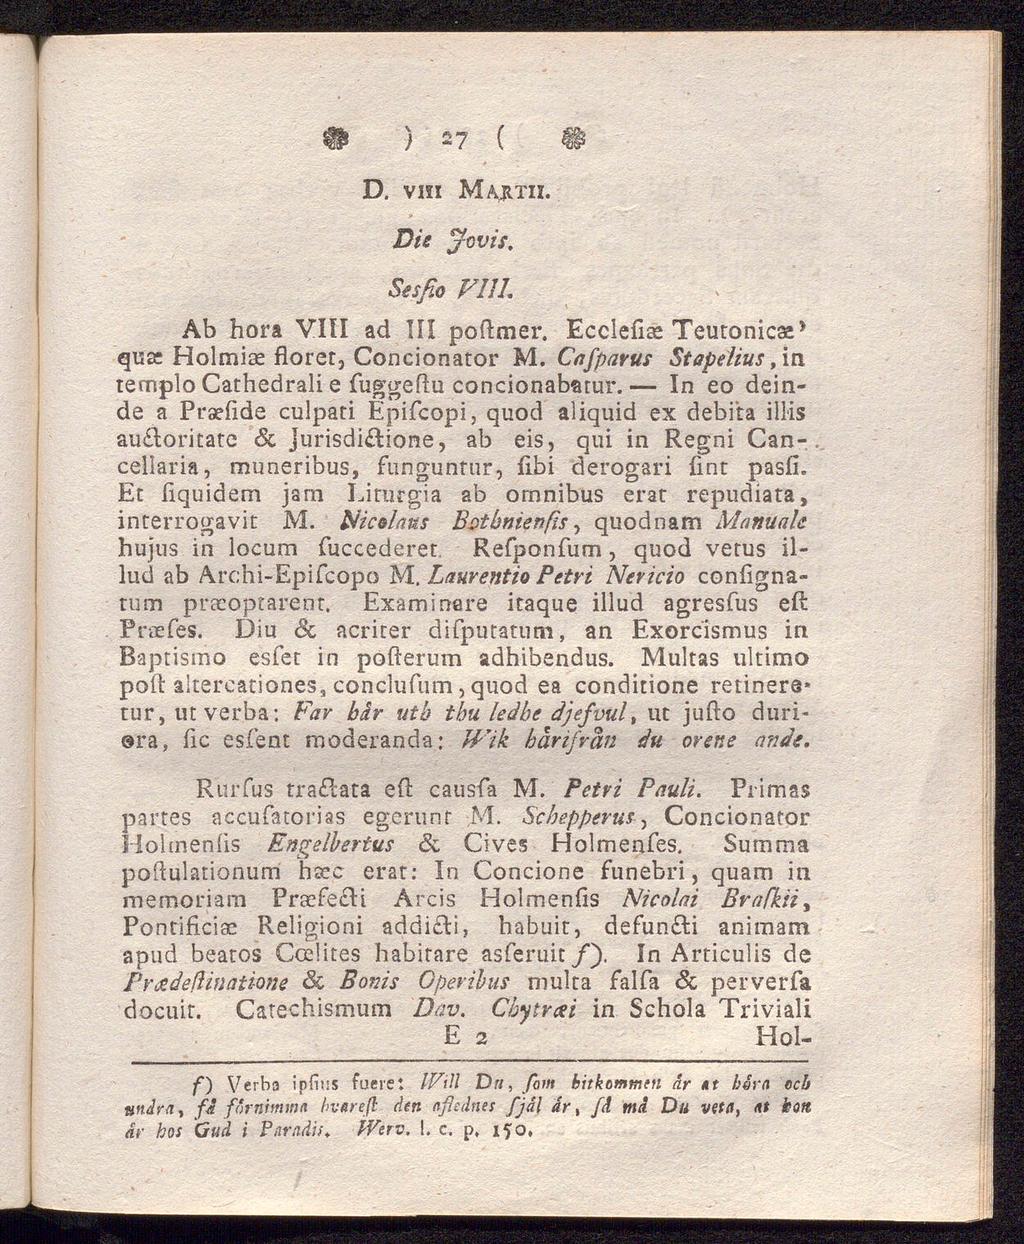 ) 27 (
D. VIII MARTII.
Die Jovis.
Sesſio VIII.
Ab hora VIII ad III poſtmer. Eccleſiæ Teutonicæ'
quæ Holmiæ floret, Concionator M. Caſparus Stapelius, in
templo Cathedrali e ſuggeſtu concionabatur. — In eo dein-
de a Præſide culpati Epiſcopi, quod aliquid ex debita illis
auctoritate & Jurisdictione, ab eis, qui in Regni Can-
cellaria, muneribus, funguntur, ſibi derogari ſint pasſi.
Et ſiquidem jam Liturgia ab omnibus erat repudiata,
interrogavit M. Nicolaus Bothnienſis, quodnam Manuale
hujus in locum ſuccederet. Reſponſum, quod vetus il-
lud ab Archi-Epiſcopo M. Laurentio Petri Nericio conſigna-
tum præoptarent. Examinare itaque illud agresſus eſt
Præſes. Diu & acriter diſputatum, an Exorcismus in
Baptismo esſet in poſterum adhibendus. Multas ultimo
poſt altercationes, concluſum, quod ea conditione retinere-
tur, ut verba: Far hår uth thu ledhe djefvul, ut juſto duri-
ora, ſic esſent moderanda: Wik hårifrån du orene ande.
Rurſus tractata eſt causſa M. Petri Pauli. Primas
partes accuſatorias egerunt M. Schepperus, Concionator
Holmenſis Engelbertus & Cives Holmenſes. Summa
poſtulationum hæc erat: In Concione funebri, quam in
memoriam Præfecti Arcis Holmenſis Nicolai Braſkii,
Pontificiæ Religioni addicti, habuit, defuncti animam
apud beatos Cœlites habitare asſeruit f). In Articulis de
Prædeſtinatione & Bonis Operibus multa falſa & perverſa
docuit. Catechismum Dav. Chytræi in Schola Triviali
E 2 Hol-
f) Verba ipſius fuere: Will Du, ſom hitkommen år at håra och
undra, få förnimma hvareſt den aflednes ſjål år, ſå må Du veta, at hon
år hos Gud i Paradis. Werv. l. c. p. 150.